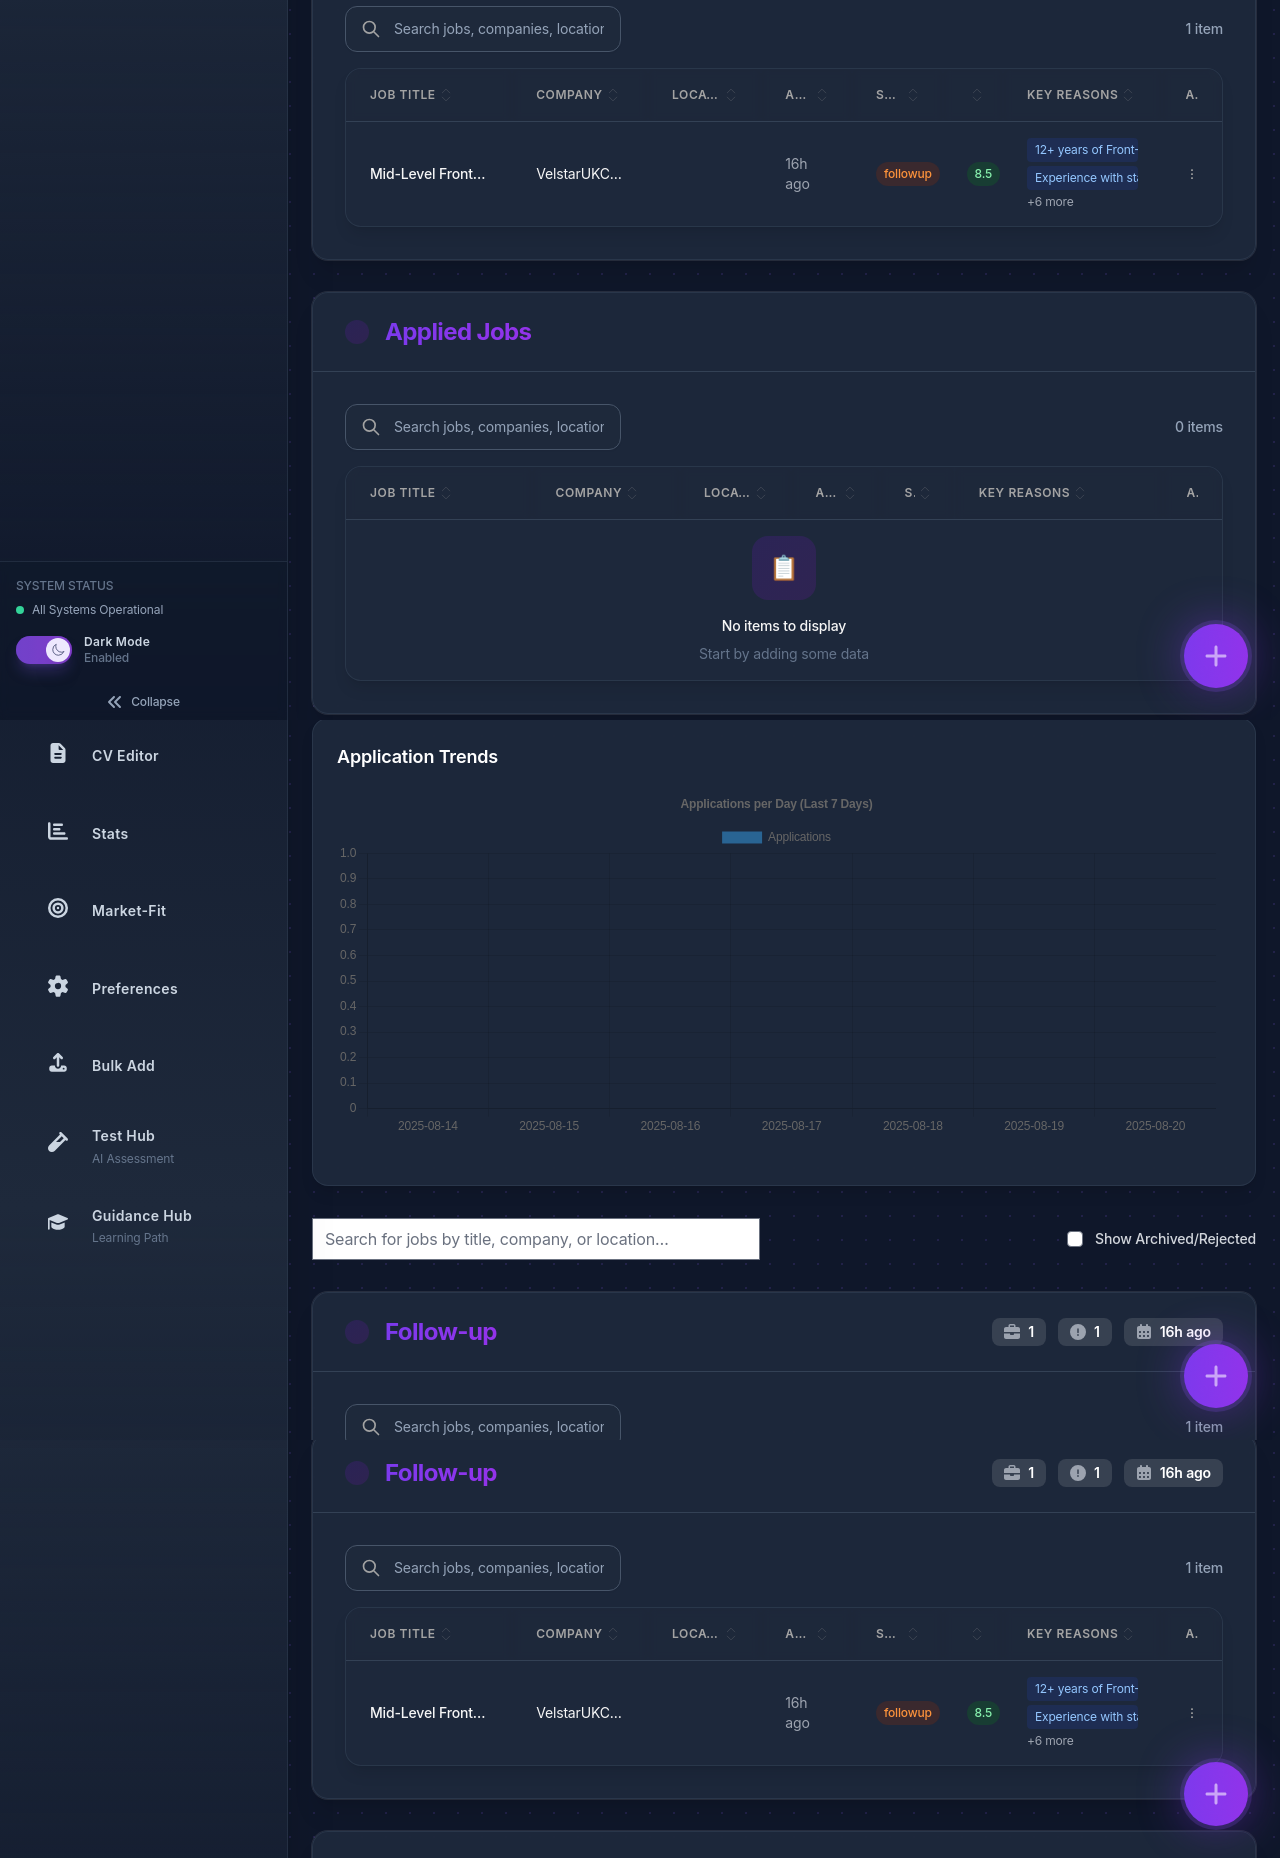 Search jobs, companies, location
1 item
JOB TITLE COMPANY LOCA... A... S... KEY REASONS A.
12+ years of Front-
Mid-Level Front... VelstarUKC... 16h ago followup 8.5
Experience with sta
+6 more
Applied Jobs
Search jobs, companies, location
0 items
JOB TITLE COMPANY LOCA... A... S. KEY REASONS A.
📋
No items to display
Start by adding some data
SYSTEM STATUS
All Systems Operational
Dark Mode
Enabled
Collapse
CV Editor
Stats
Market-Fit
Preferences
Bulk Add
Test Hub
AI Assessment
Guidance Hub
Learning Path
Application Trends
Applications per Day (Last 7 Days)
Applications
1.0
0.9
0.8
0.7
0.6
0.5
0.4
0.3
0.2
0.1
0
2025-08-14 2025-08-15 2025-08-16 2025-08-17 2025-08-18 2025-08-19 2025-08-20
Search for jobs by title, company, or location...
Show Archived/Rejected
Follow-up
1 1 16h ago
Search jobs, companies, location
1 item
Follow-up
1 1 16h ago
Search jobs, companies, location
1 item
JOB TITLE COMPANY LOCA... A... S... KEY REASONS A.
12+ years of Front-
Mid-Level Front... VelstarUKC... 16h ago followup 8.5
Experience with sta
+6 more